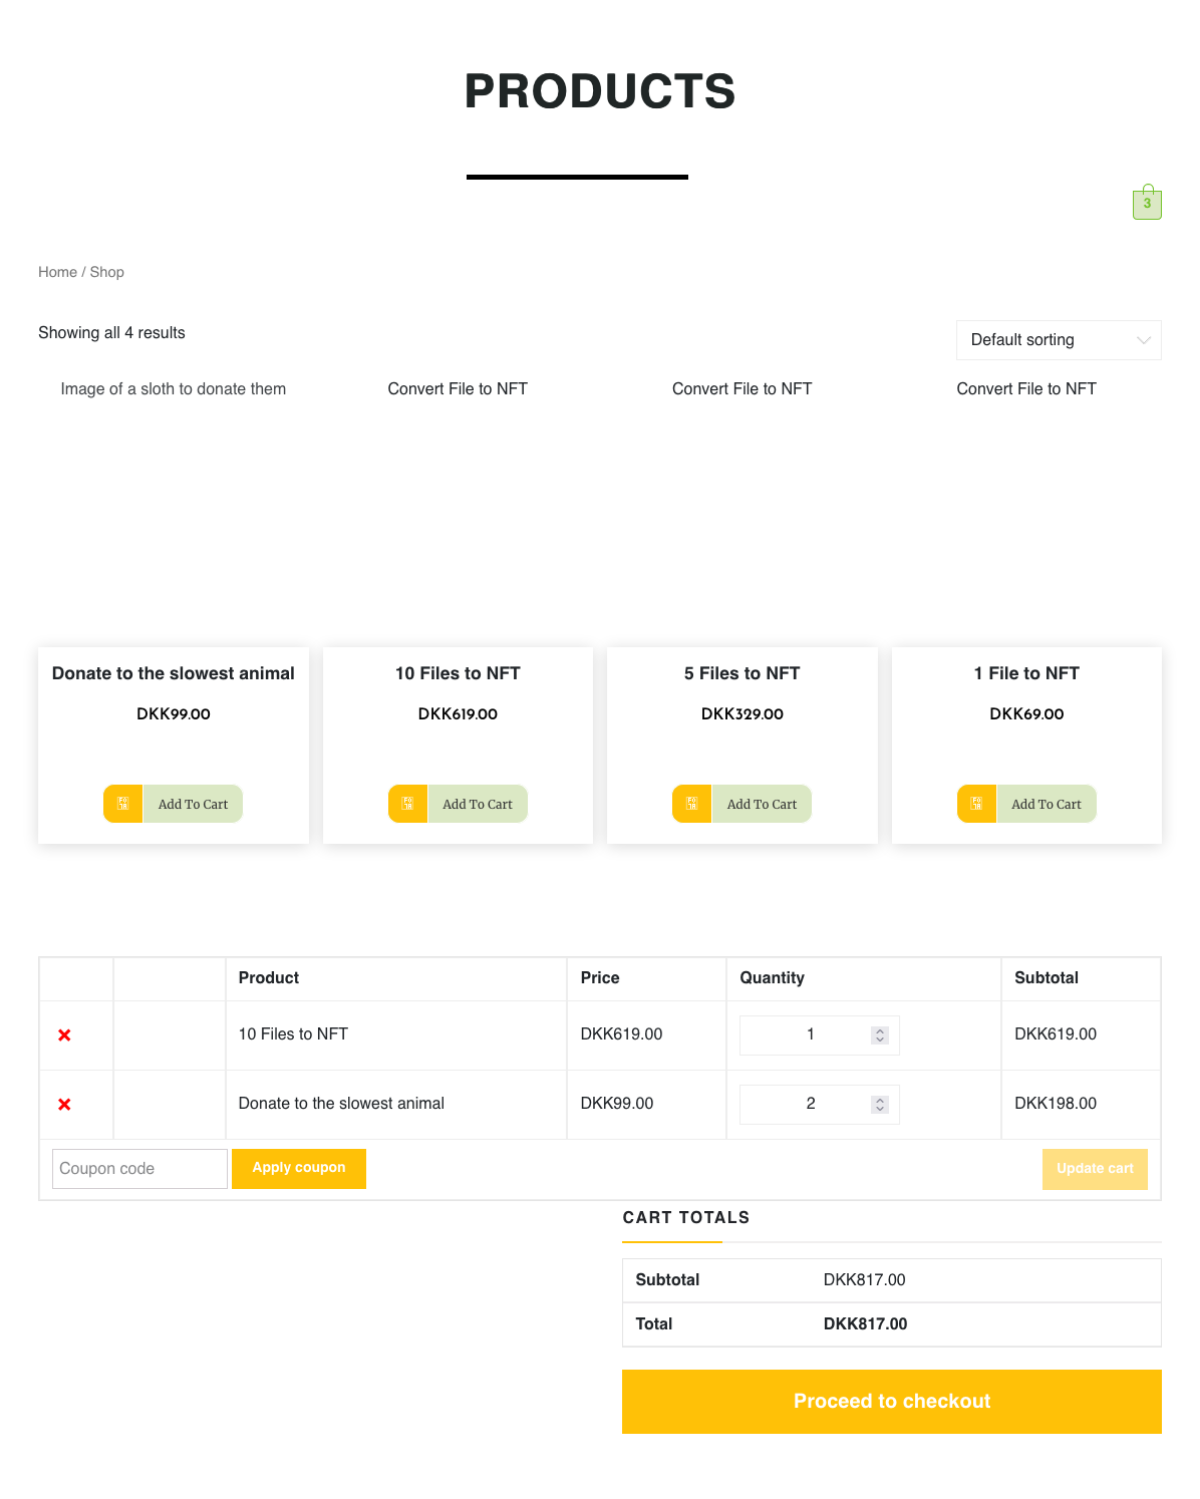 PRODUCTS
3
Home / Shop
Showing all 4 results
Default sorting
Image of a sloth to donate them
Convert File to NFT
Convert File to NFT
Convert File to NFT
Donate to the slowest animal
DKK99.00
Add To Cart
10 Files to NFT
DKK619.00
Add To Cart
5 Files to NFT
DKK329.00
Add To Cart
1 File to NFT
DKK69.00
Add To Cart
Product Price Quantity Subtotal
10 Files to NFT DKK619.00 1 DKK619.00
Donate to the slowest animal DKK99.00 2 DKK198.00
Coupon code Apply coupon Update cart
CART TOTALS
Subtotal DKK817.00
Total DKK817.00
Proceed to checkout